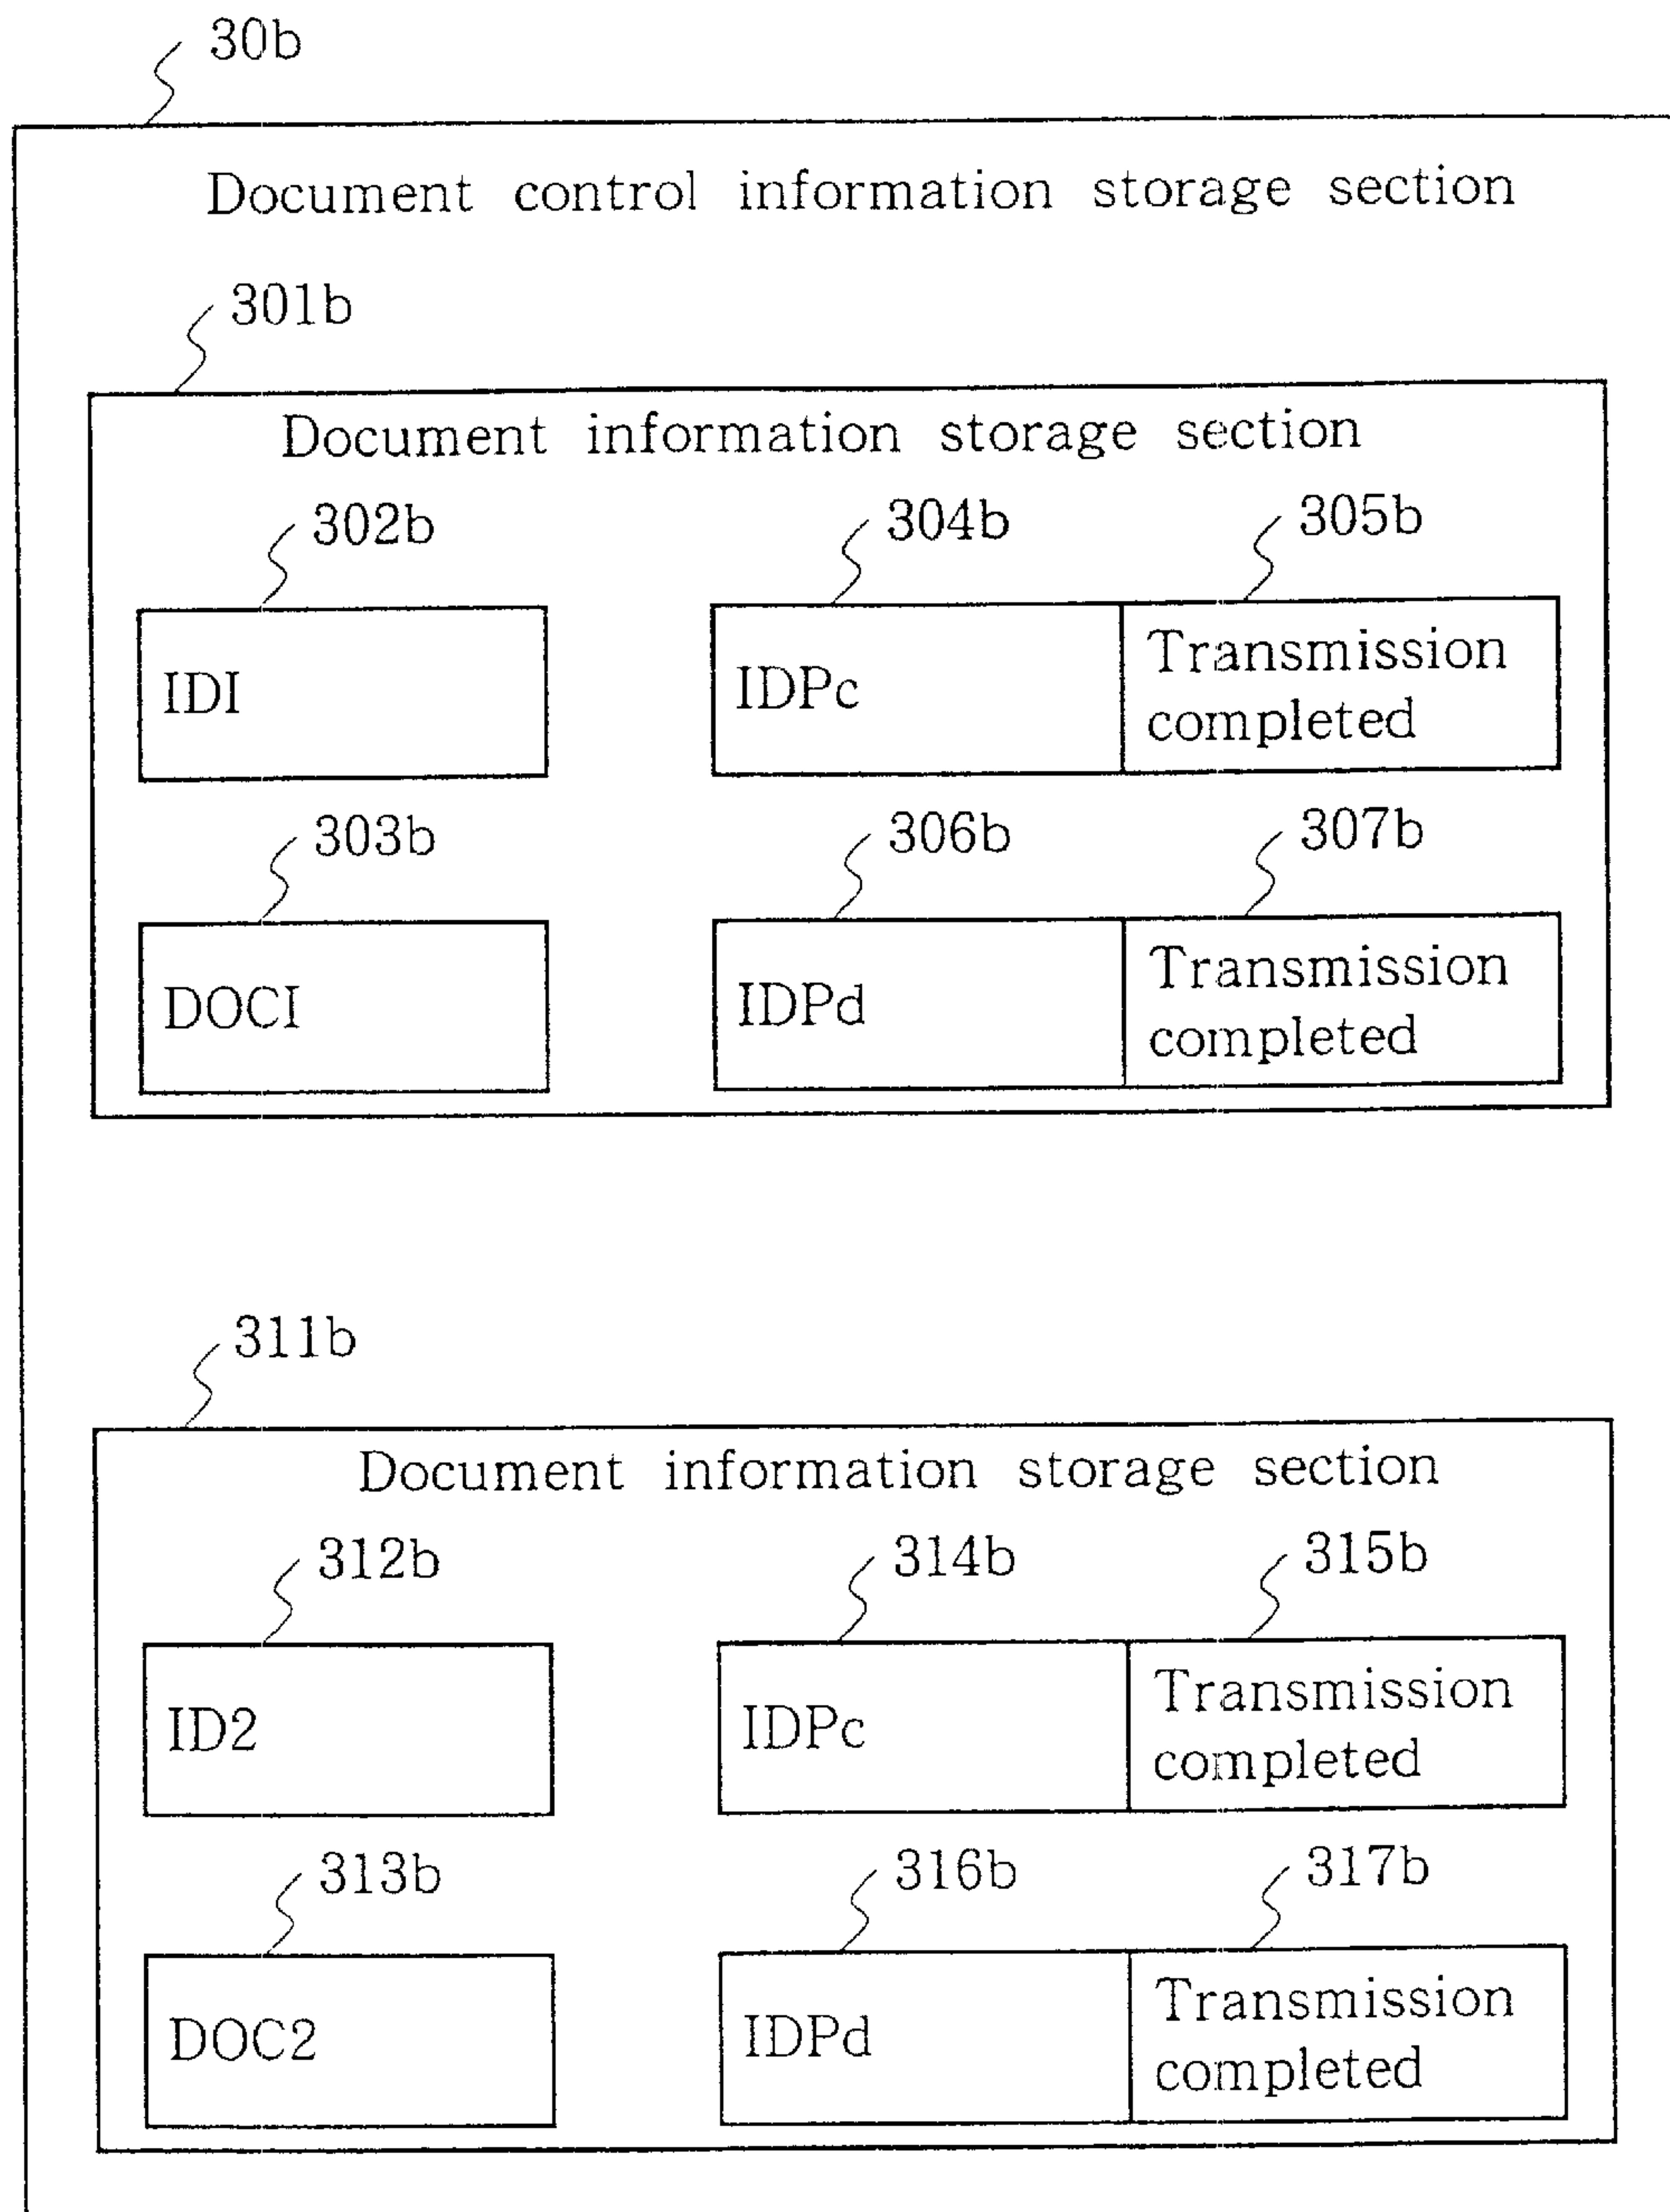 30b
Document control information storage section
301b
Document information storage section
302b 304b 305b
IDI IDPc Transmission
completed
303b 306b 307b
DOCI IDPd Transmission
completed
311b
Document information storage section
312b 314b 315b
ID2 IDPc Transmission
completed
313b 316b 317b
DOC2 IDPd Transmission
completed